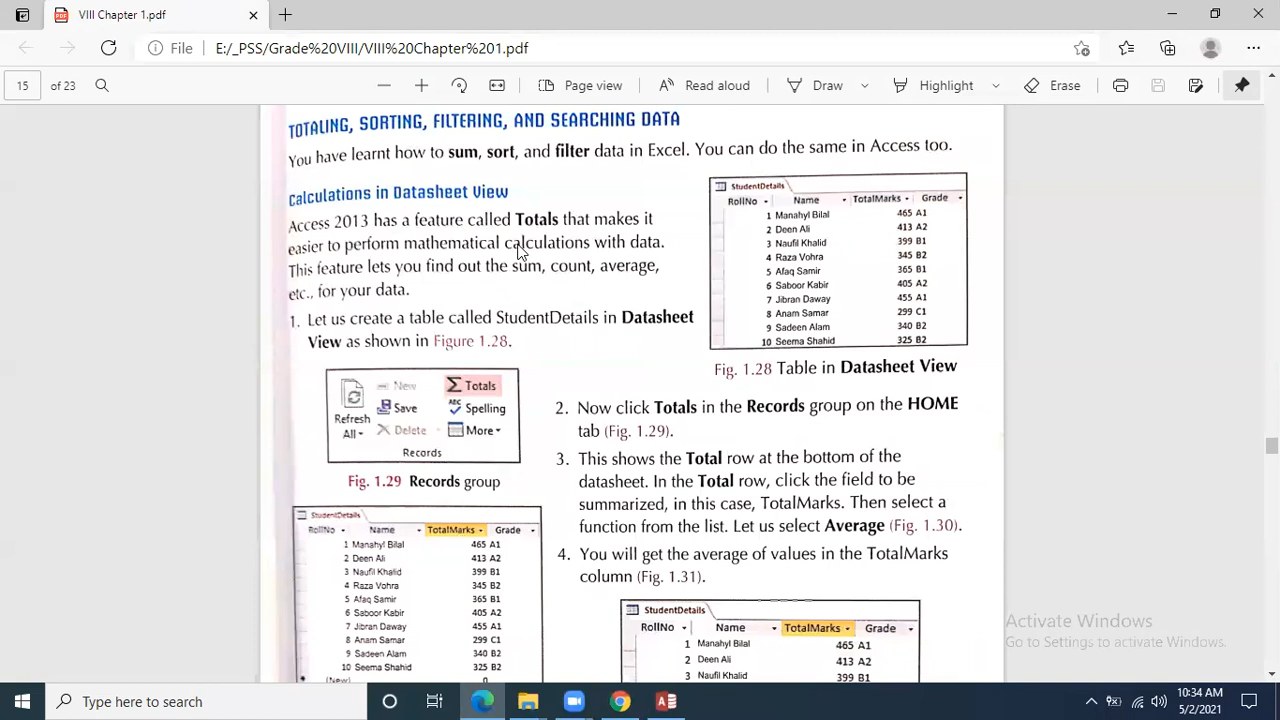 VIII Chapter 1.pdf
File E:/_PSS/Grade%20VIII/VIII%20Chapter%201.pdf
15 of 23 Page view Read aloud Draw Highlight Erase
TOTALING, SORTING, FILTERING, AND SEARCHING DATA
You have learnt how to sum, sort, and filter data in Excel. You can do the same in Access too.
Calculations in Datasheet View
Access 2013 has a feature called Totals that makes it
easier to perform mathematical calculations with data.
This feature lets you find out the sum, count, average,
etc., for your data.
1. Let us create a table called StudentDetails in Datasheet
View as shown in Figure 1.28.
StudentDetails
RollNo Name TotalMarks Grade
1 Manahyl Bilal 465 A1
2 Deen Ali 413 A2
3 Naufil Khalid 399 B1
4 Raza Vohra 345 B2
5 Afaq Samir 365 B1
6 Saboor Kabir 405 A2
7 Jibran Daway 455 A1
8 Anam Samar 299 C1
9 Sadeen Alam 340 B2
10 Seema Shahid 325 B2
Fig. 1.28 Table in Datasheet View
New Totals
Save Spelling
Refresh
All Delete More
Records
Fig. 1.29 Records group
2. Now click Totals in the Records group on the HOME
tab (Fig. 1.29).
3. This shows the Total row at the bottom of the
datasheet. In the Total row, click the field to be
summarized, in this case, TotalMarks. Then select a
function from the list. Let us select Average (Fig. 1.30).
4. You will get the average of values in the TotalMarks
column (Fig. 1.31).
StudentDetails
RollNo Name TotalMarks Grade
1 Manahyl Bilal 465 A1
2 Deen Ali 413 A2
3 Naufil Khalid 399 B1
4 Raza Vohra 345 B2
5 Afaq Samir 365 B1
6 Saboor Kabir 405 A2
7 Jibran Daway 455 A1
8 Anam Samar 299 C1
9 Sadeen Alam 340 B2
10 Seema Shahid 325 B2
(New) 0
StudentDetails
RollNo Name TotalMarks Grade
1 Manahyl Bilal 465 A1
2 Deen Ali 413 A2
3 Naufil Khalid 399 B1
Activate Windows
Go to Settings to activate Windows.
Type here to search
10:34 AM
5/2/2021